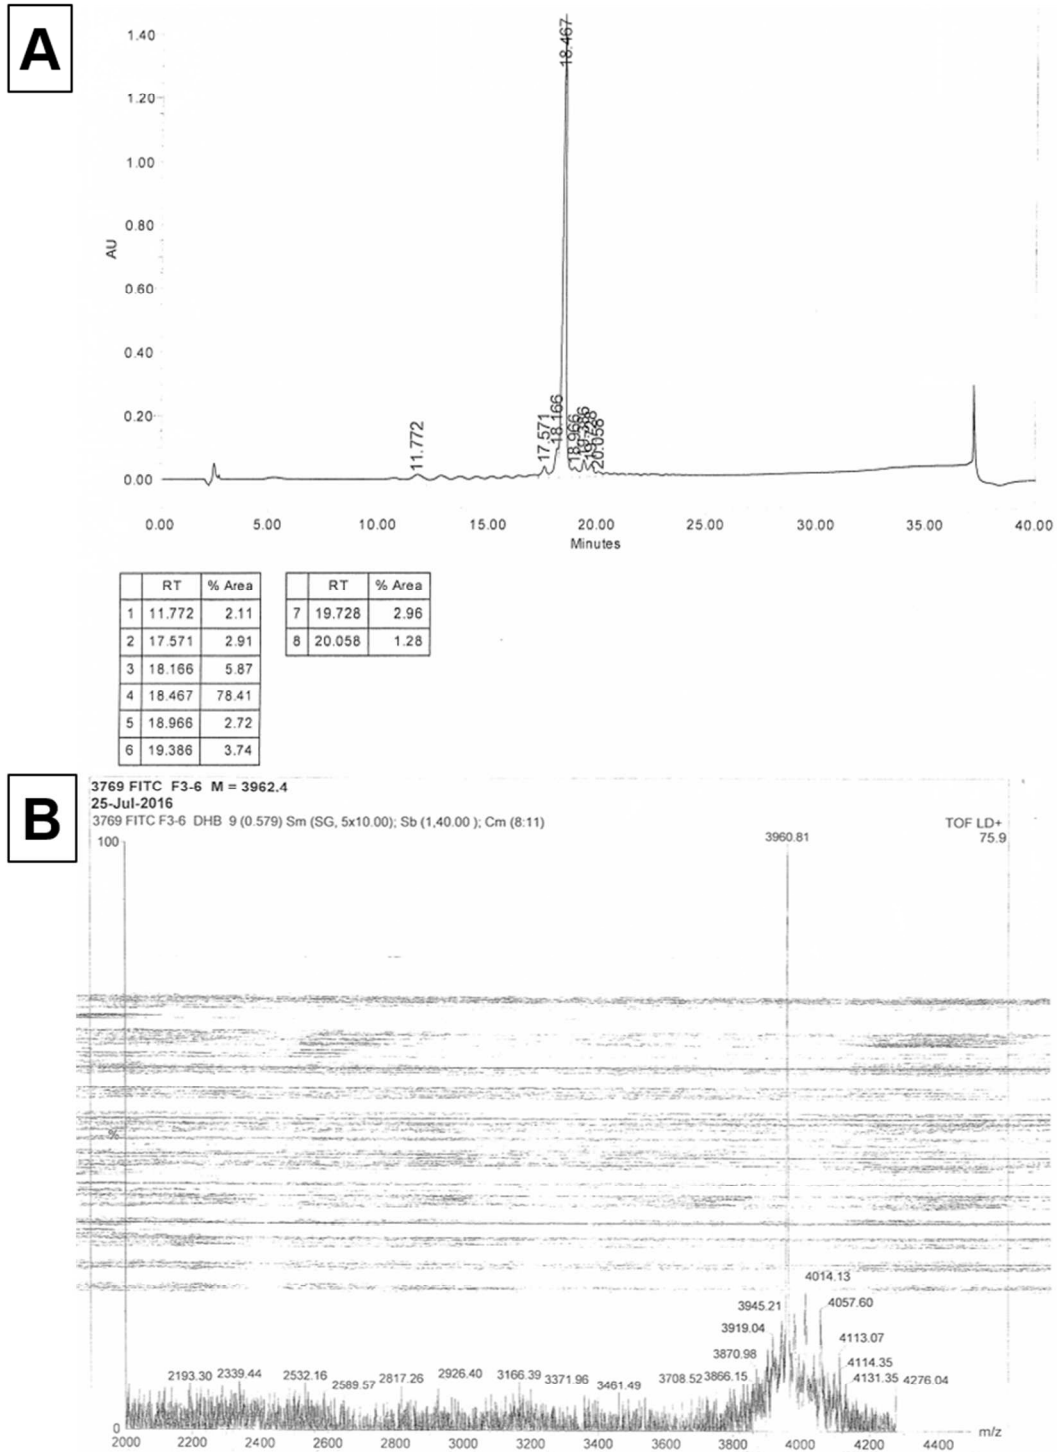 A
1.40
1.20
1.00
0.80
0.60
0.40
0.20
0.00
AU
18.467
11.772
17.571
18.166
18.966
19.386
19.728
20.058
0.00 5.00 10.00 15.00 20.00 25.00 30.00 35.00 40.00
Minutes
RT % Area
1 11.772 2.11
2 17.571 2.91
3 18.166 5.87
4 18.467 78.41
5 18.966 2.72
6 19.386 3.74
RT % Area
7 19.728 2.96
8 20.058 1.28
B
3769 FITC F3-6 M = 3962.4
25-Jul-2016
3769 FITC F3-6 DHB 9 (0.579) Sm (SG, 5x10.00); Sb (1,40.00 ); Cm (8:11)
TOF LD+
75.9
100
3960.81
%
4014.13
3945.21
4057.60
3919.04
4113.07
3870.98
4114.35
2193.30 2339.44 2532.16 2589.57 2817.26 2926.40 3166.39 3371.96 3461.49 3708.52 3866.15 4131.35 4276.04
0
2000 2200 2400 2600 2800 3000 3200 3400 3600 3800 4000 4200 4400 m/z